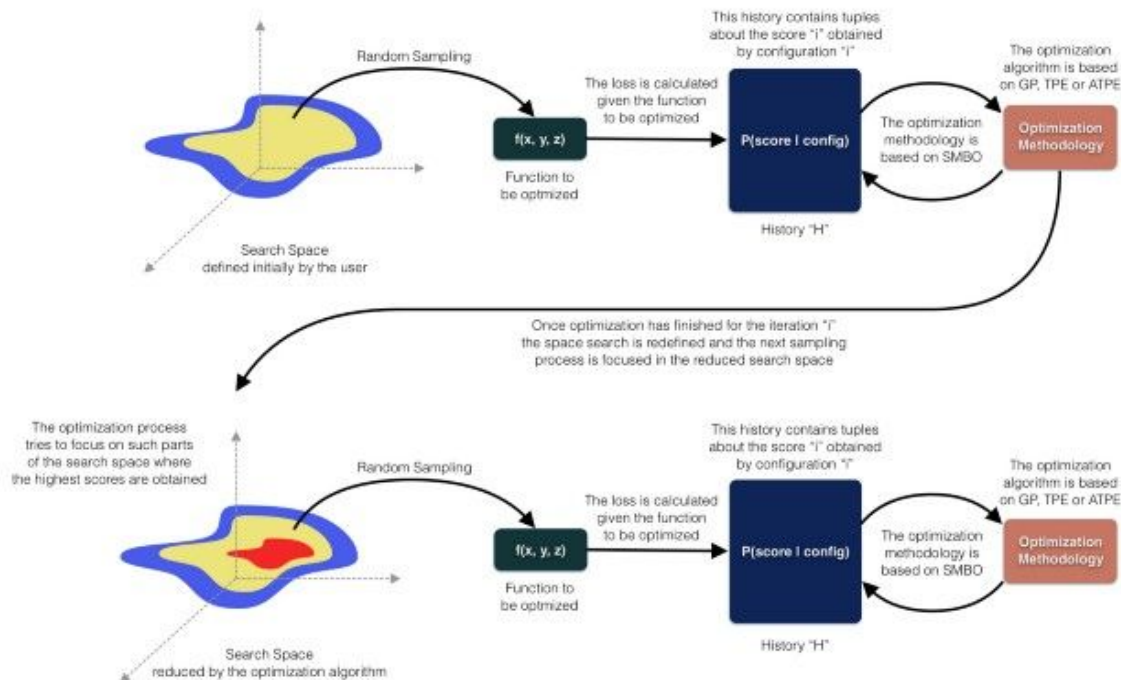 This history contains tuples
about the score "i" obtained
by configuration "i"
Random Sampling
The loss is calculated
given the function
to be optimized
The optimization
algorithm is based
on GP, TPE or ATPE
f(x, y, z)
P(score | config)
The optimization
methodology is
based on SMBO
Optimization
Methodology
Function to
be optmized
History "H"
Search Space
defined initially by the user
Once optimization has finished for the iteration "i"
the space search is redefined and the next sampling
process is focused in the reduced search space
The optimization process
tries to focus on such parts
of the search space where
the highest scores are obtained
This history contains tuples
about the score "i" obtained
by configuration "i"
Random Sampling
The loss is calculated
given the function
to be optimized
The optimization
algorithm is based
on GP, TPE or ATPE
f(x, y, z)
P(score | config)
The optimization
methodology is
based on SMBO
Optimization
Methodology
Function to
be optmized
History "H"
Search Space
reduced by the optimization algorithm